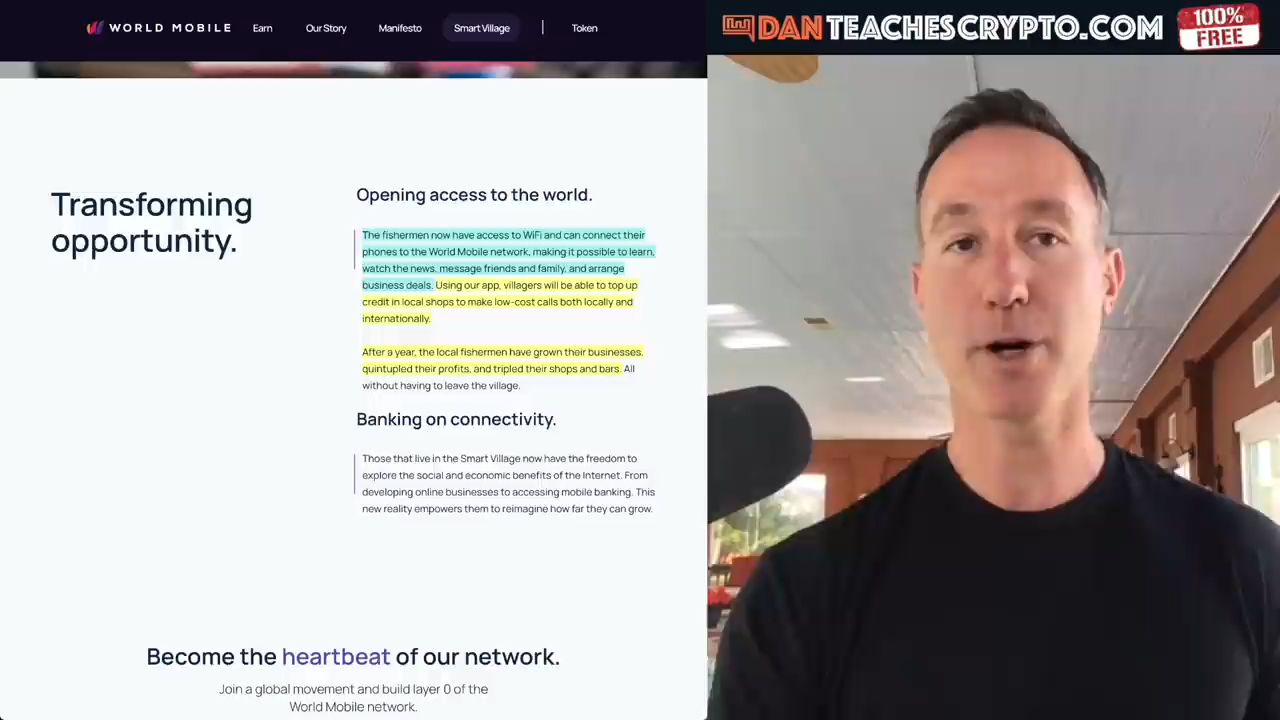 WORLD MOBILE Earn Our Story Manifesto Smart Village Token
DANTEACHESCRYPTO.COM
100%
FREE
Transforming
opportunity.
Opening access to the world.
The fishermen now have access to WiFi and can connect their
phones to the World Mobile network, making it possible to learn,
watch the news, message friends and family, and arrange
business deals. Using our app, villagers will be able to top up
credit in local shops to make low-cost calls both locally and
internationally.
After a year, the local fishermen have grown their businesses,
quintupled their profits, and tripled their shops and bars. All
without having to leave the village.
Banking on connectivity.
Those that live in the Smart Village now have the freedom to
explore the social and economic benefits of the Internet. From
developing online businesses to accessing mobile banking. This
new reality empowers them to reimagine how far they can grow.
Become the heartbeat of our network.
Join a global movement and build layer 0 of the
World Mobile network.